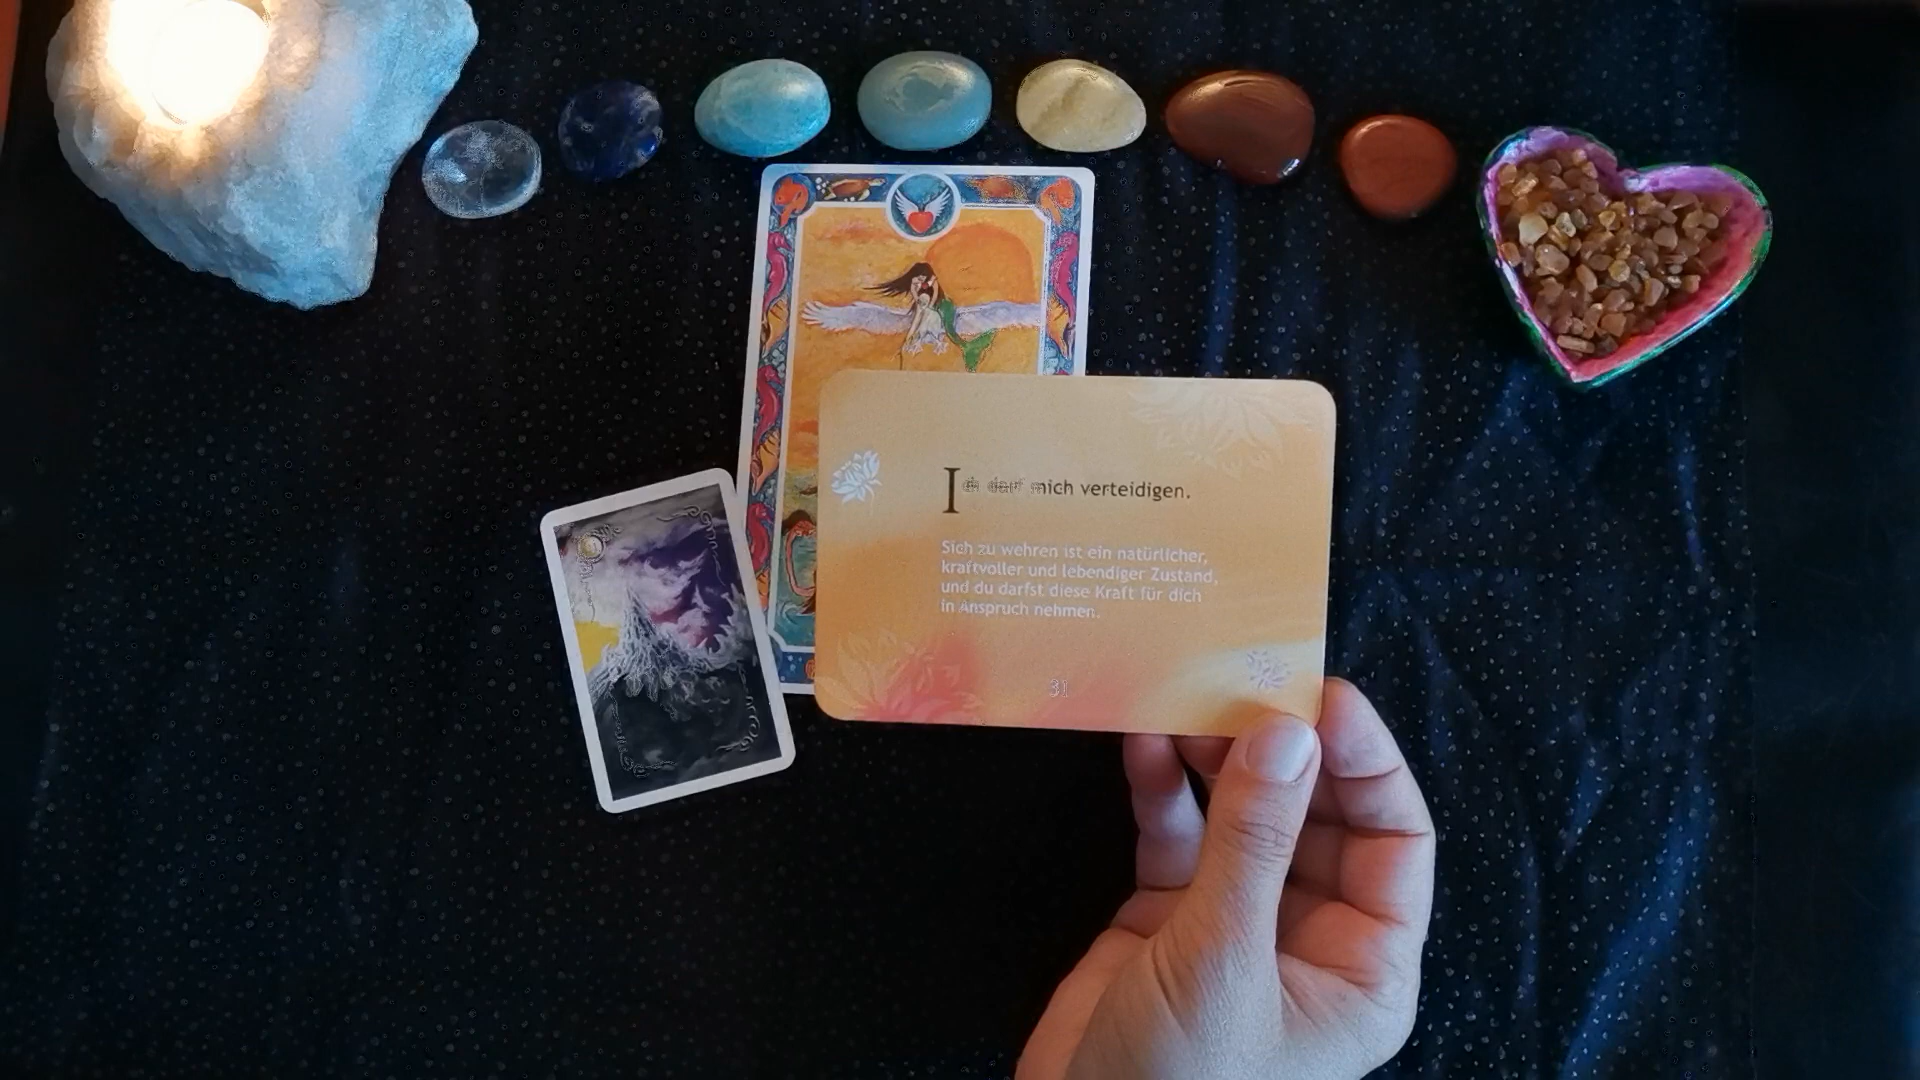 Ich darf mich verteidigen.
Sich zu wehren ist ein natürlicher,
kraftvoller und lebendiger Zustand,
und du darfst diese Kraft für dich
in Anspruch nehmen.
31